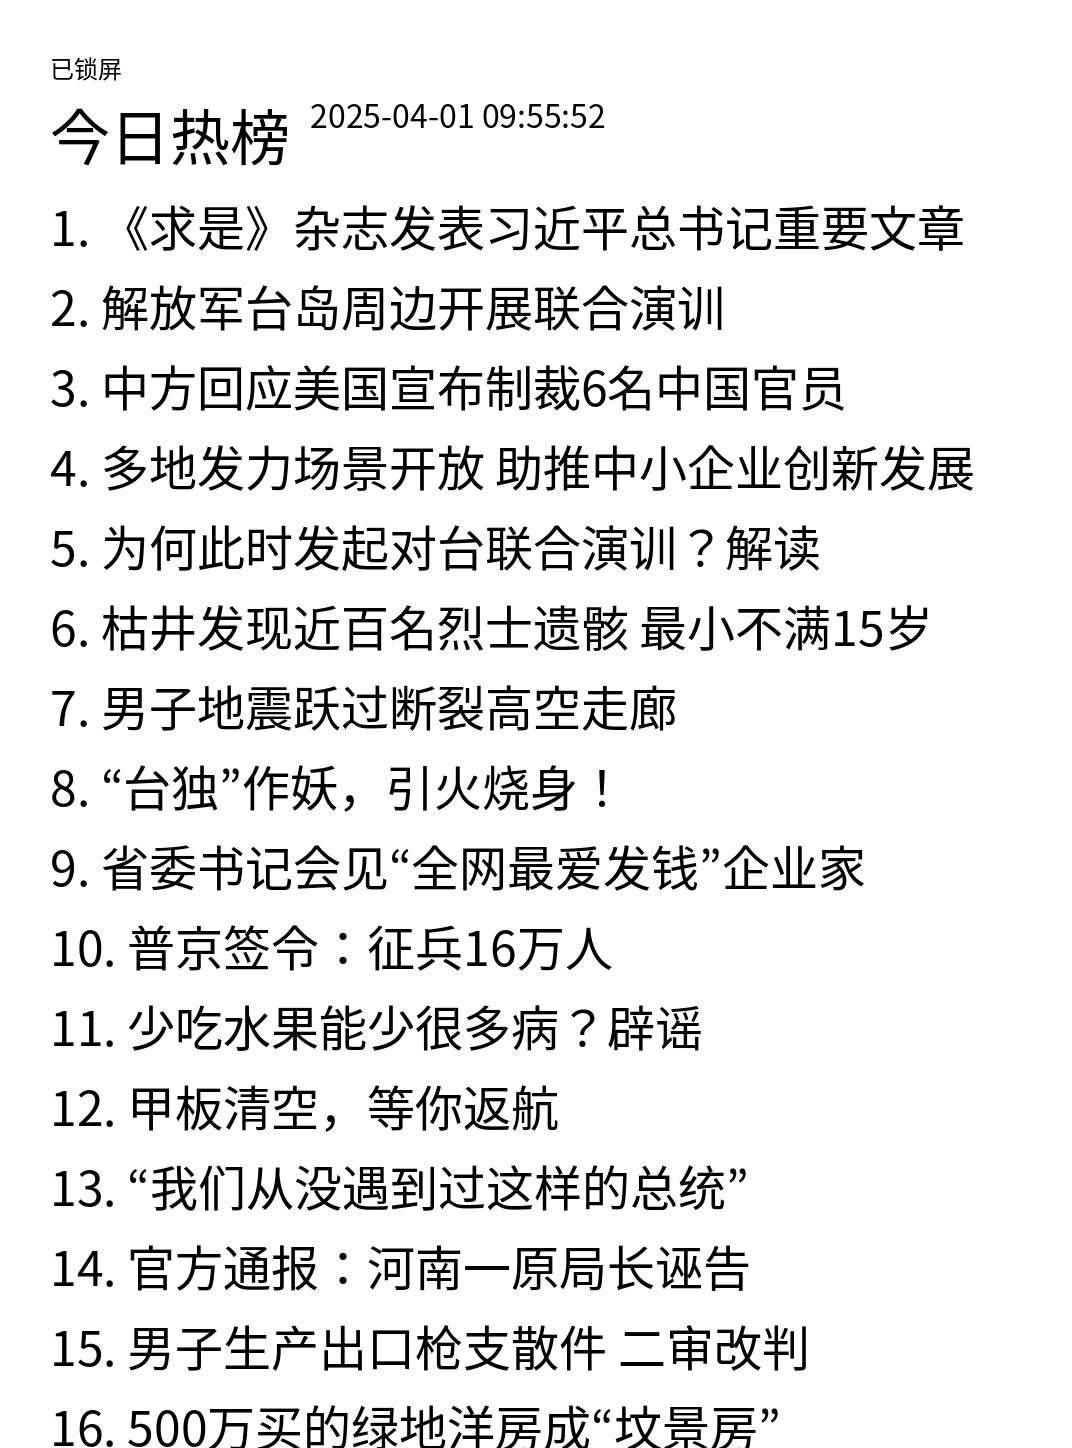 已锁屏
今日热榜 2025-04-01 09:55:52
1. 《求是》杂志发表习近平总书记重要文章
2. 解放军台岛周边开展联合演训
3. 中方回应美国宣布制裁6名中国官员
4. 多地发力场景开放 助推中小企业创新发展
5. 为何此时发起对台联合演训？解读
6. 枯井发现近百名烈士遗骸 最小不满15岁
7. 男子地震跃过断裂高空走廊
8. “台独”作妖，引火烧身！
9. 省委书记会见“全网最爱发钱”企业家
10. 普京签令：征兵16万人
11. 少吃水果能少很多病？辟谣
12. 甲板清空，等你返航
13. “我们从没遇到过这样的总统”
14. 官方通报：河南一原局长诬告
15. 男子生产出口枪支散件 二审改判
16. 500万买的绿地洋房成“坟景房”